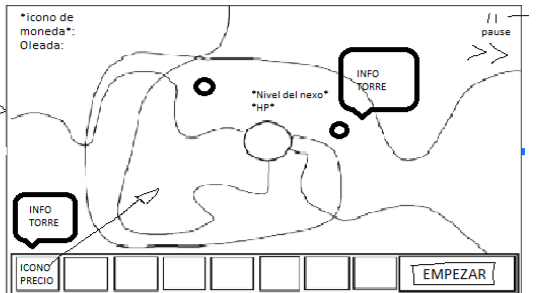 *icono de
moneda*:
Oleada:
pause
INFO
TORRE
*Nivel del nexo*
*HP*
INFO
TORRE
ICONO
PRECIO
EMPEZAR